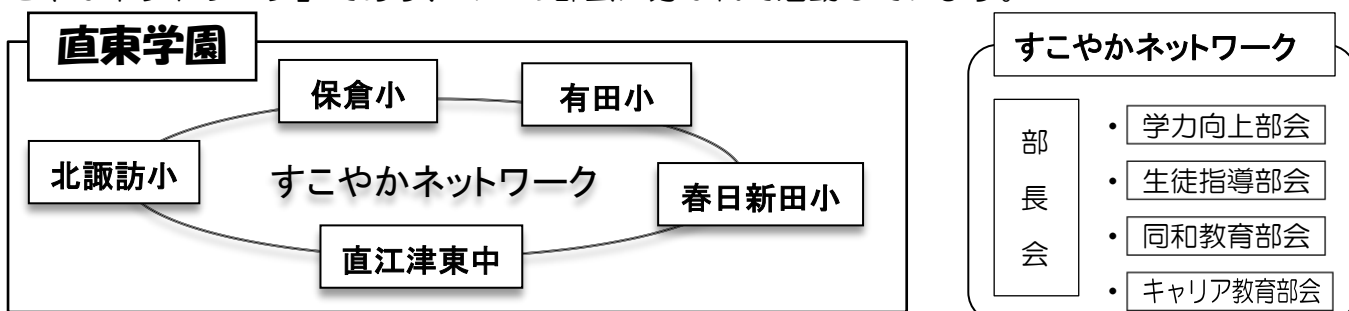 直東学園
保倉小
有田小
北諏訪小
すこやかネットワーク
春日新田小
直江津東中
すこやかネットワーク
部長会
・ 学力向上部会
・ 生徒指導部会
・ 同和教育部会
・ キャリア教育部会